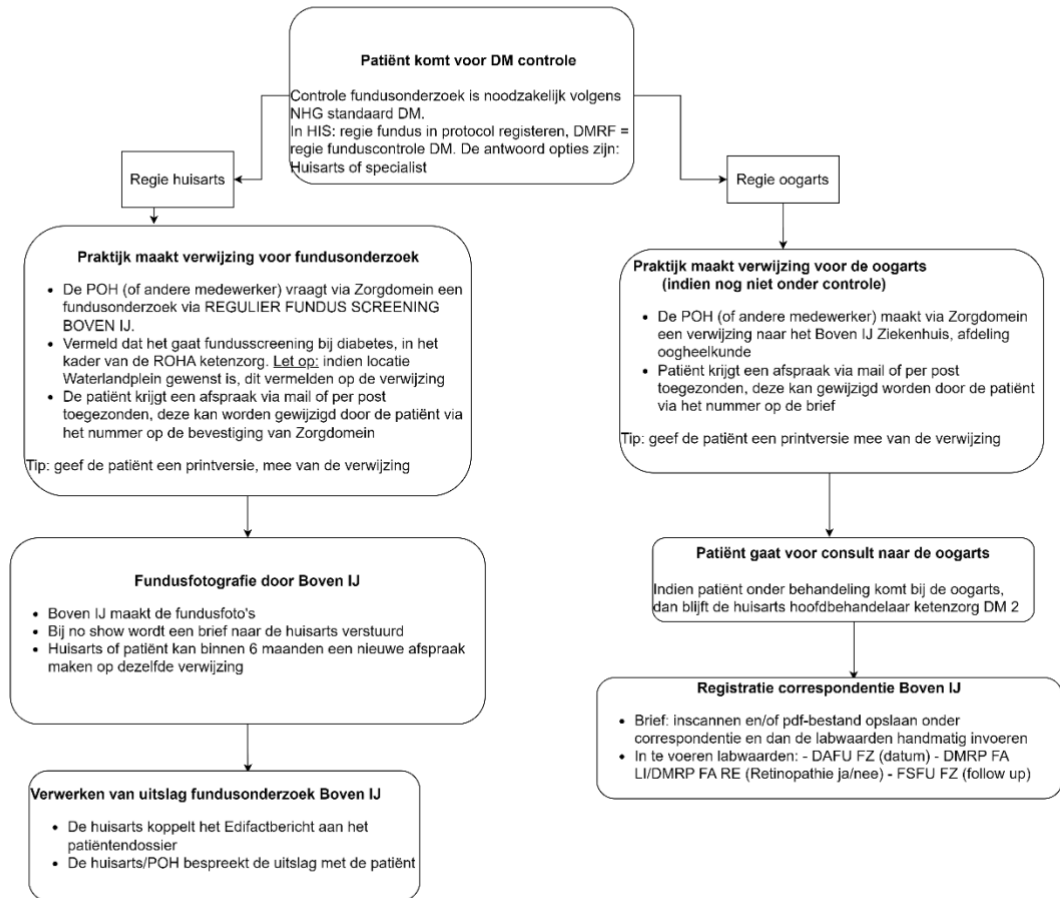 Patiënt komt voor DM controle
Controle fundusonderzoek is noodzakelijk volgens
NHG standaard DM.
In HIS: regie fundus in protocol registeren, DMRF =
regie funduscontrole DM. De antwoord opties zijn:
Huisarts of specialist
Regie huisarts
Regie oogarts
Praktijk maakt verwijzing voor fundusonderzoek
• De POH (of andere medewerker) vraagt via Zorgdomein een
fundusonderzoek via REGULIER FUNDUS SCREENING
BOVEN IJ.
• Vermeld dat het gaat fundusscreening bij diabetes, in het
kader van de ROHA ketenzorg. Let op: indien locatie
Waterlandplein gewenst is, dit vermelden op de verwijzing
• De patiënt krijgt een afspraak via mail of per post
toegezonden, deze kan worden gewijzigd door de patiënt via
het nummer op de bevestiging van Zorgdomein
Tip: geef de patiënt een printversie, mee van de verwijzing
Praktijk maakt verwijzing voor de oogarts
(indien nog niet onder controle)
• De POH (of andere medewerker) maakt via Zorgdomein
een verwijzing naar het Boven IJ Ziekenhuis, afdeling
oogheelkunde
• Patiënt krijgt een afspraak via mail of per post
toegezonden, deze kan gewijzigd worden door de patiënt
via het nummer op de brief
Tip: geef de patiënt een printversie mee van de verwijzing
Fundusfotografie door Boven IJ
• Boven IJ maakt de fundusfoto's
• Bij no show wordt een brief naar de huisarts verstuurd
• Huisarts of patiënt kan binnen 6 maanden een nieuwe afspraak
maken op dezelfde verwijzing
Patiënt gaat voor consult naar de oogarts
Indien patiënt onder behandeling komt bij de oogarts,
dan blijft de huisarts hoofdbehandelaar ketenzorg DM 2
Registratie correspondentie Boven IJ
• Brief: inscannen en/of pdf-bestand opslaan onder
correspondentie en dan de labwaarden handmatig invoeren
• In te voeren labwaarden: - DAFU FZ (datum) - DMRP FA
LI/DMRP FA RE (Retinopathie ja/nee) - FSFU FZ (follow up)
Verwerken van uitslag fundusonderzoek Boven IJ
• De huisarts koppelt het Edifactbericht aan het
patiëntendossier
• De huisarts/POH bespreekt de uitslag met de patiënt